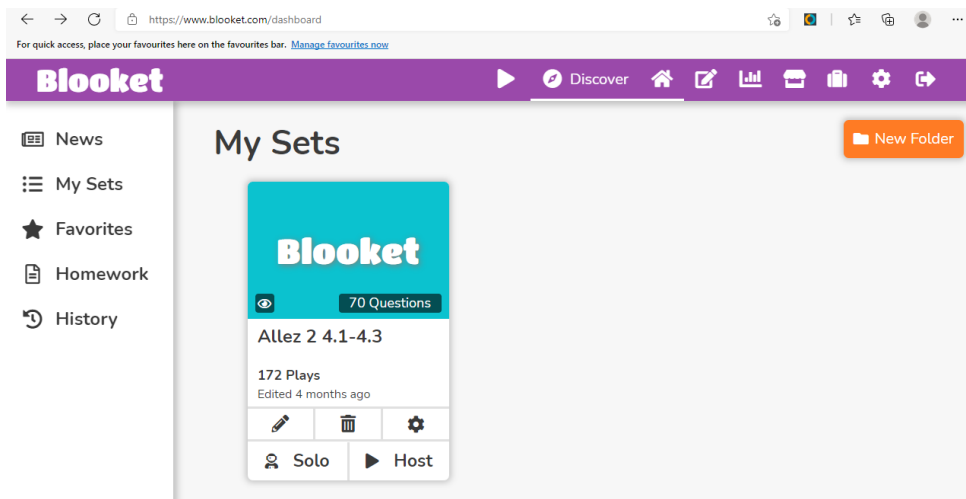 https://www.blooket.com/dashboard
For quick access, place your favourites here on the favourites bar. Manage favourites now
Blooket
Discover
News
My Sets
Favorites
Homework
History
My Sets
New Folder
Blooket
70 Questions
Allez 2 4.1-4.3
172 Plays
Edited 4 months ago
Solo
Host